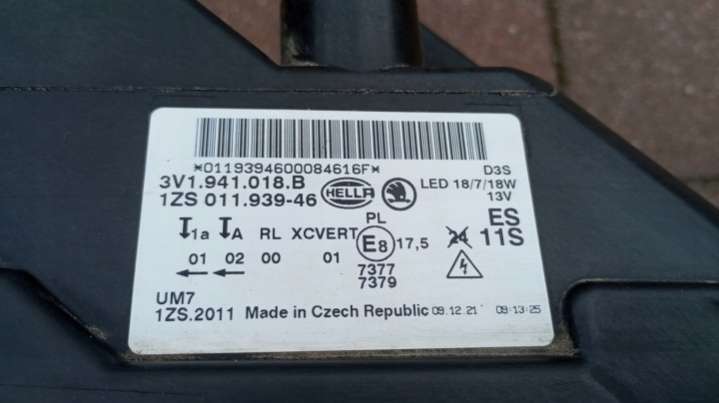 *0119394600084616F*
D3S
3V1.941.018.B HELLA LED 18/7/18W
1ZS 011.939-46 13V
PL ES
1a A RL XCVERT E8 17,5 24 11S
01 02 00 01 7377
7379
UM7
1ZS.2011 Made in Czech Republic 09.12.21 09:13:25